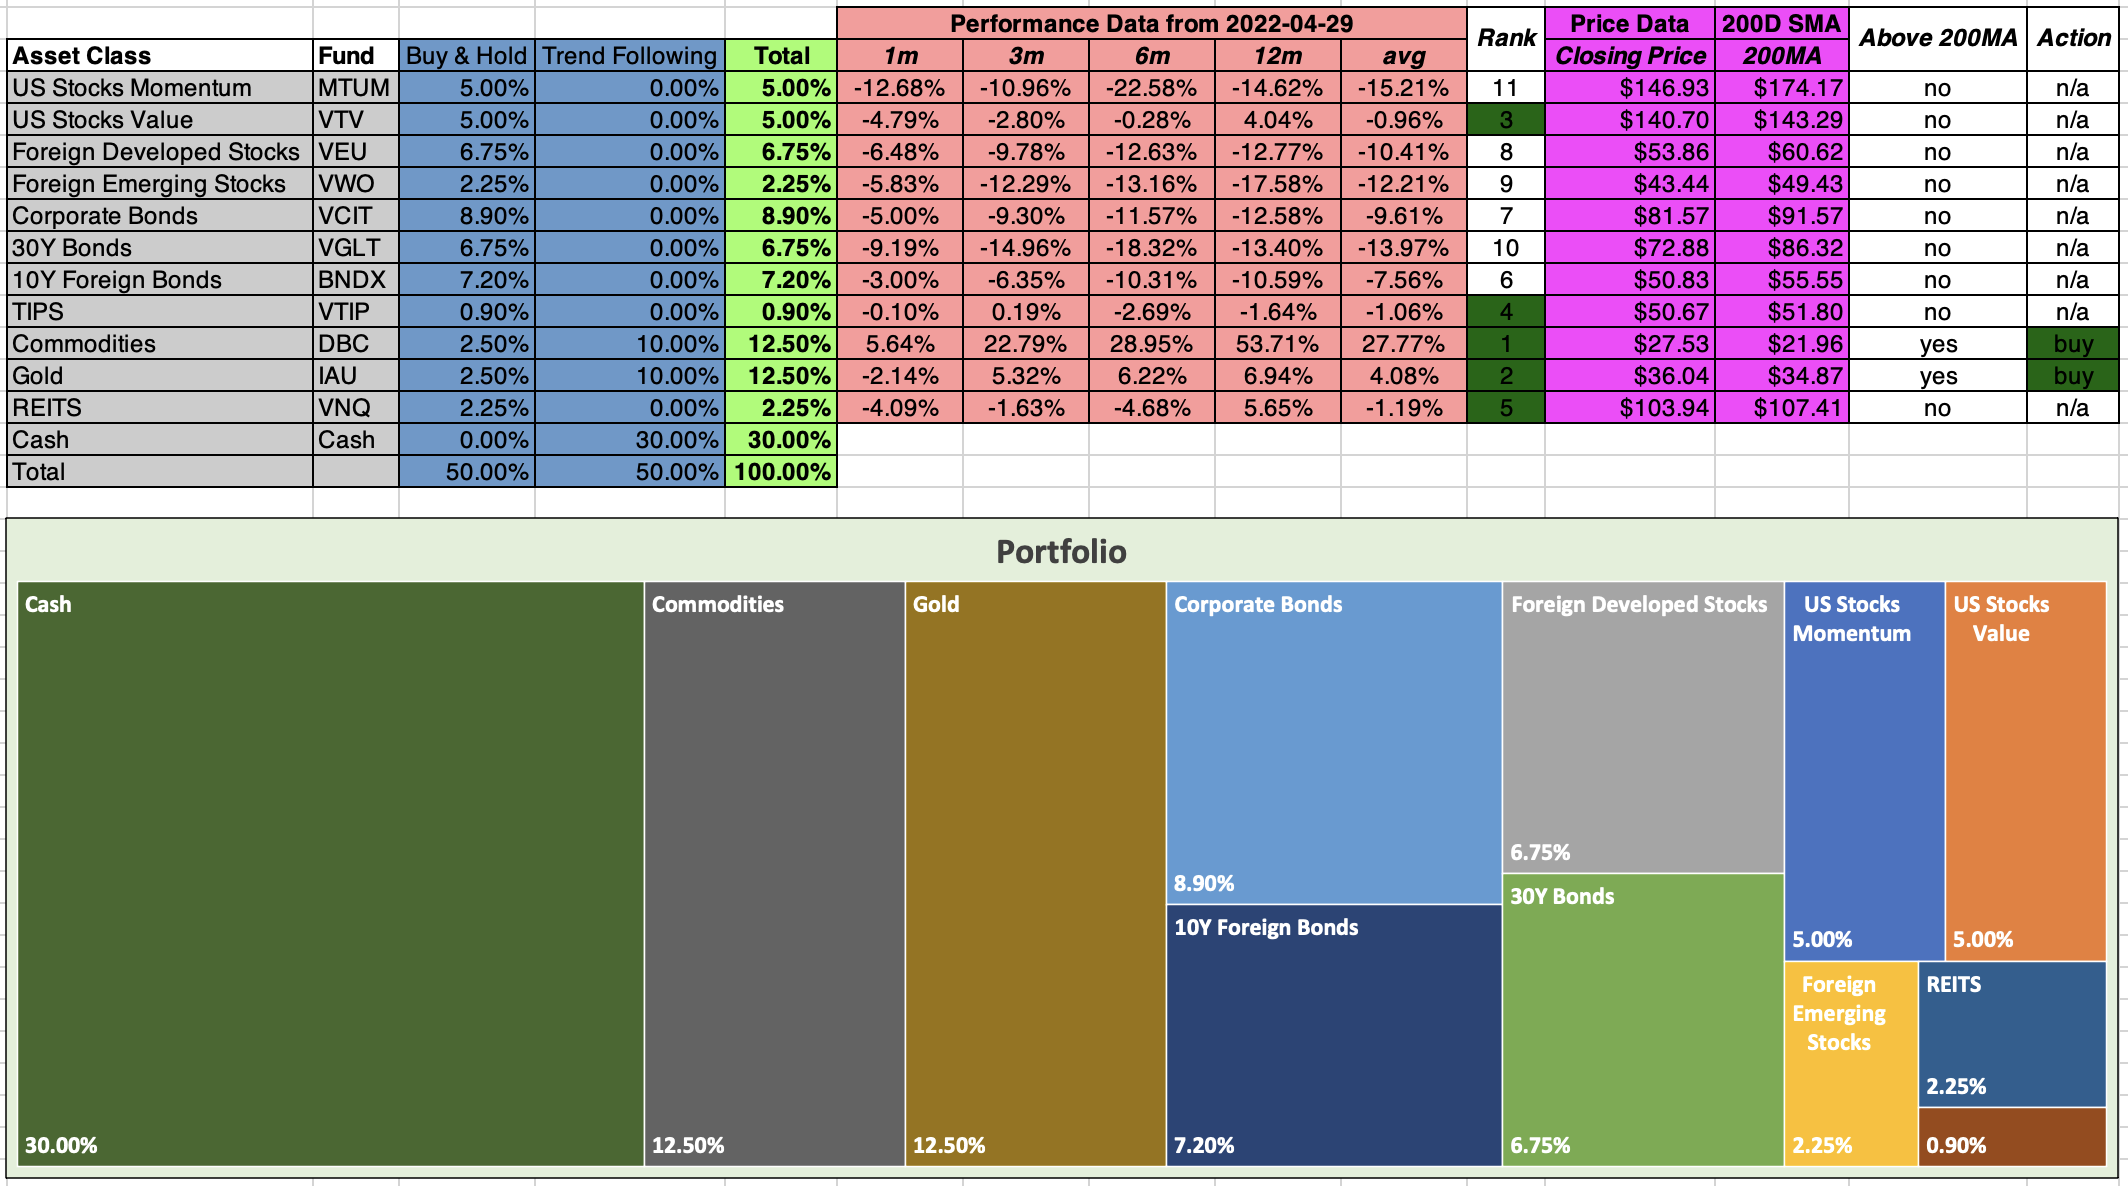 Performance Data from 2022-04-29 Rank Price Data 200D SMA Above 200MA Action
Asset Class Fund Buy & Hold Trend Following Total 1m 3m 6m 12m avg Closing Price 200MA
US Stocks Momentum MTUM 5.00% 0.00% 5.00% -12.68% -10.96% -22.58% -14.62% -15.21% 11 $146.93 $174.17 no n/a
US Stocks Value VTV 5.00% 0.00% 5.00% -4.79% -2.80% -0.28% 4.04% -0.96% 3 $140.70 $143.29 no n/a
Foreign Developed Stocks VEU 6.75% 0.00% 6.75% -6.48% -9.78% -12.63% -12.77% -10.41% 8 $53.86 $60.62 no n/a
Foreign Emerging Stocks VWO 2.25% 0.00% 2.25% -5.83% -12.29% -13.16% -17.58% -12.21% 9 $43.44 $49.43 no n/a
Corporate Bonds VCIT 8.90% 0.00% 8.90% -5.00% -9.30% -11.57% -12.58% -9.61% 7 $81.57 $91.57 no n/a
30Y Bonds VGLT 6.75% 0.00% 6.75% -9.19% -14.96% -18.32% -13.40% -13.97% 10 $72.88 $86.32 no n/a
10Y Foreign Bonds BNDX 7.20% 0.00% 7.20% -3.00% -6.35% -10.31% -10.59% -7.56% 6 $50.83 $55.55 no n/a
TIPS VTIP 0.90% 0.00% 0.90% -0.10% 0.19% -2.69% -1.64% -1.06% 4 $50.67 $51.80 no n/a
Commodities DBC 2.50% 10.00% 12.50% 5.64% 22.79% 28.95% 53.71% 27.77% 1 $27.53 $21.96 yes buy
Gold IAU 2.50% 10.00% 12.50% -2.14% 5.32% 6.22% 6.94% 4.08% 2 $36.04 $34.87 yes buy
REITS VNQ 2.25% 0.00% 2.25% -4.09% -1.63% -4.68% 5.65% -1.19% 5 $103.94 $107.41 no n/a
Cash Cash 0.00% 30.00% 30.00%
Total 50.00% 50.00% 100.00%
Portfolio
Cash
30.00%
Commodities
12.50%
Gold
12.50%
Corporate Bonds
8.90%
10Y Foreign Bonds
7.20%
Foreign Developed Stocks
6.75%
30Y Bonds
6.75%
US Stocks
Momentum
5.00%
US Stocks
Value
5.00%
Foreign
Emerging
Stocks
2.25%
REITS
2.25%
0.90%